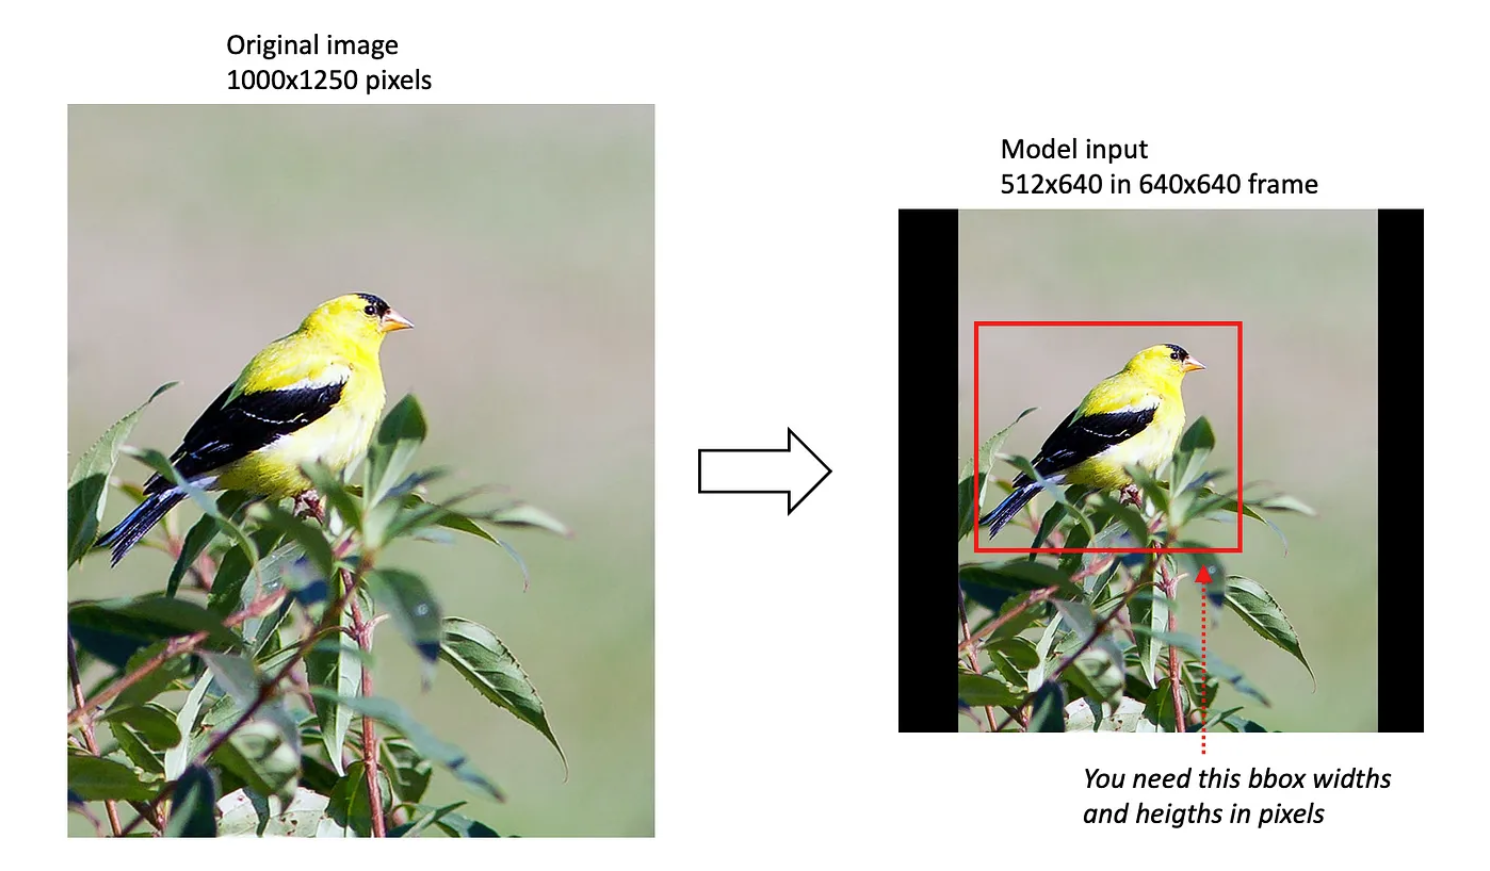 Original image
1000x1250 pixels
Model input
512x640 in 640x640 frame
You need this bbox widths
and heigths in pixels